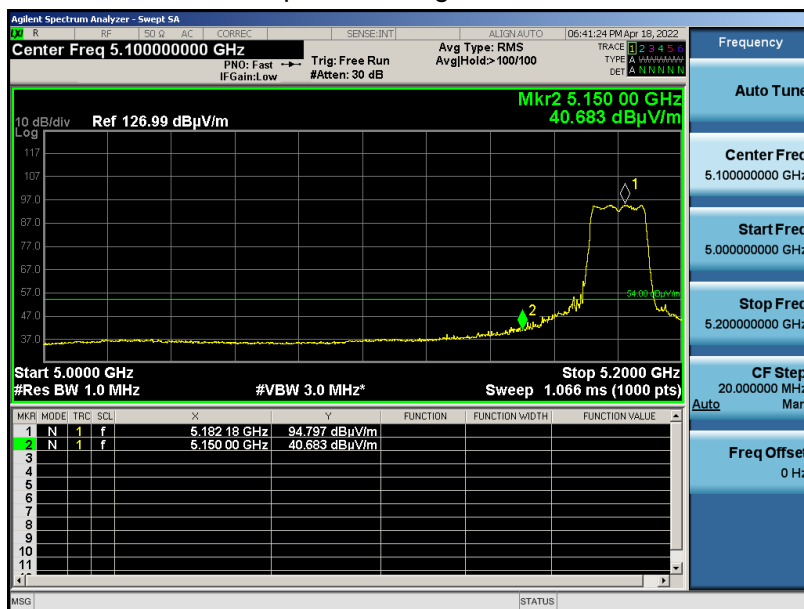 Agilent Spectrum Analyzer - Swept SA
LXI R RF 50 Ω AC CORREC SENSE:INT ALIGN AUTO 06:41:24 PM Apr 18, 2022
Center Freq 5.100000000 GHz
PNO: Fast
IFGain:Low
Trig: Free Run
#Atten: 30 dB
Avg Type: RMS
Avg|Hold:>100/100
TRACE 1 2 3 4 5 6
TYPE A WWWWW
DET A N N N N N
Mkr2 5.150 00 GHz
40.683 dBµV/m
10 dB/div Ref 126.99 dBµV/m
Log
117
107
97.0
87.0
77.0
67.0
57.0
47.0
37.0
1
2
54.00 dBµV/m
Start 5.0000 GHz Stop 5.2000 GHz
#Res BW 1.0 MHz #VBW 3.0 MHz* Sweep 1.066 ms (1000 pts)
MKR MODE TRC SCL X Y FUNCTION FUNCTION WIDTH FUNCTION VALUE
1 N 1 f 5.182 18 GHz 94.797 dBµV/m
2 N 1 f 5.150 00 GHz 40.683 dBµV/m
3
4
5
6
7
8
9
10
11
MSG STATUS
Frequency
Auto Tune
Center Freq
5.100000000 GHz
Start Freq
5.000000000 GHz
Stop Freq
5.200000000 GHz
CF Step
20.000000 MHz
Auto Man
Freq Offset
0 Hz